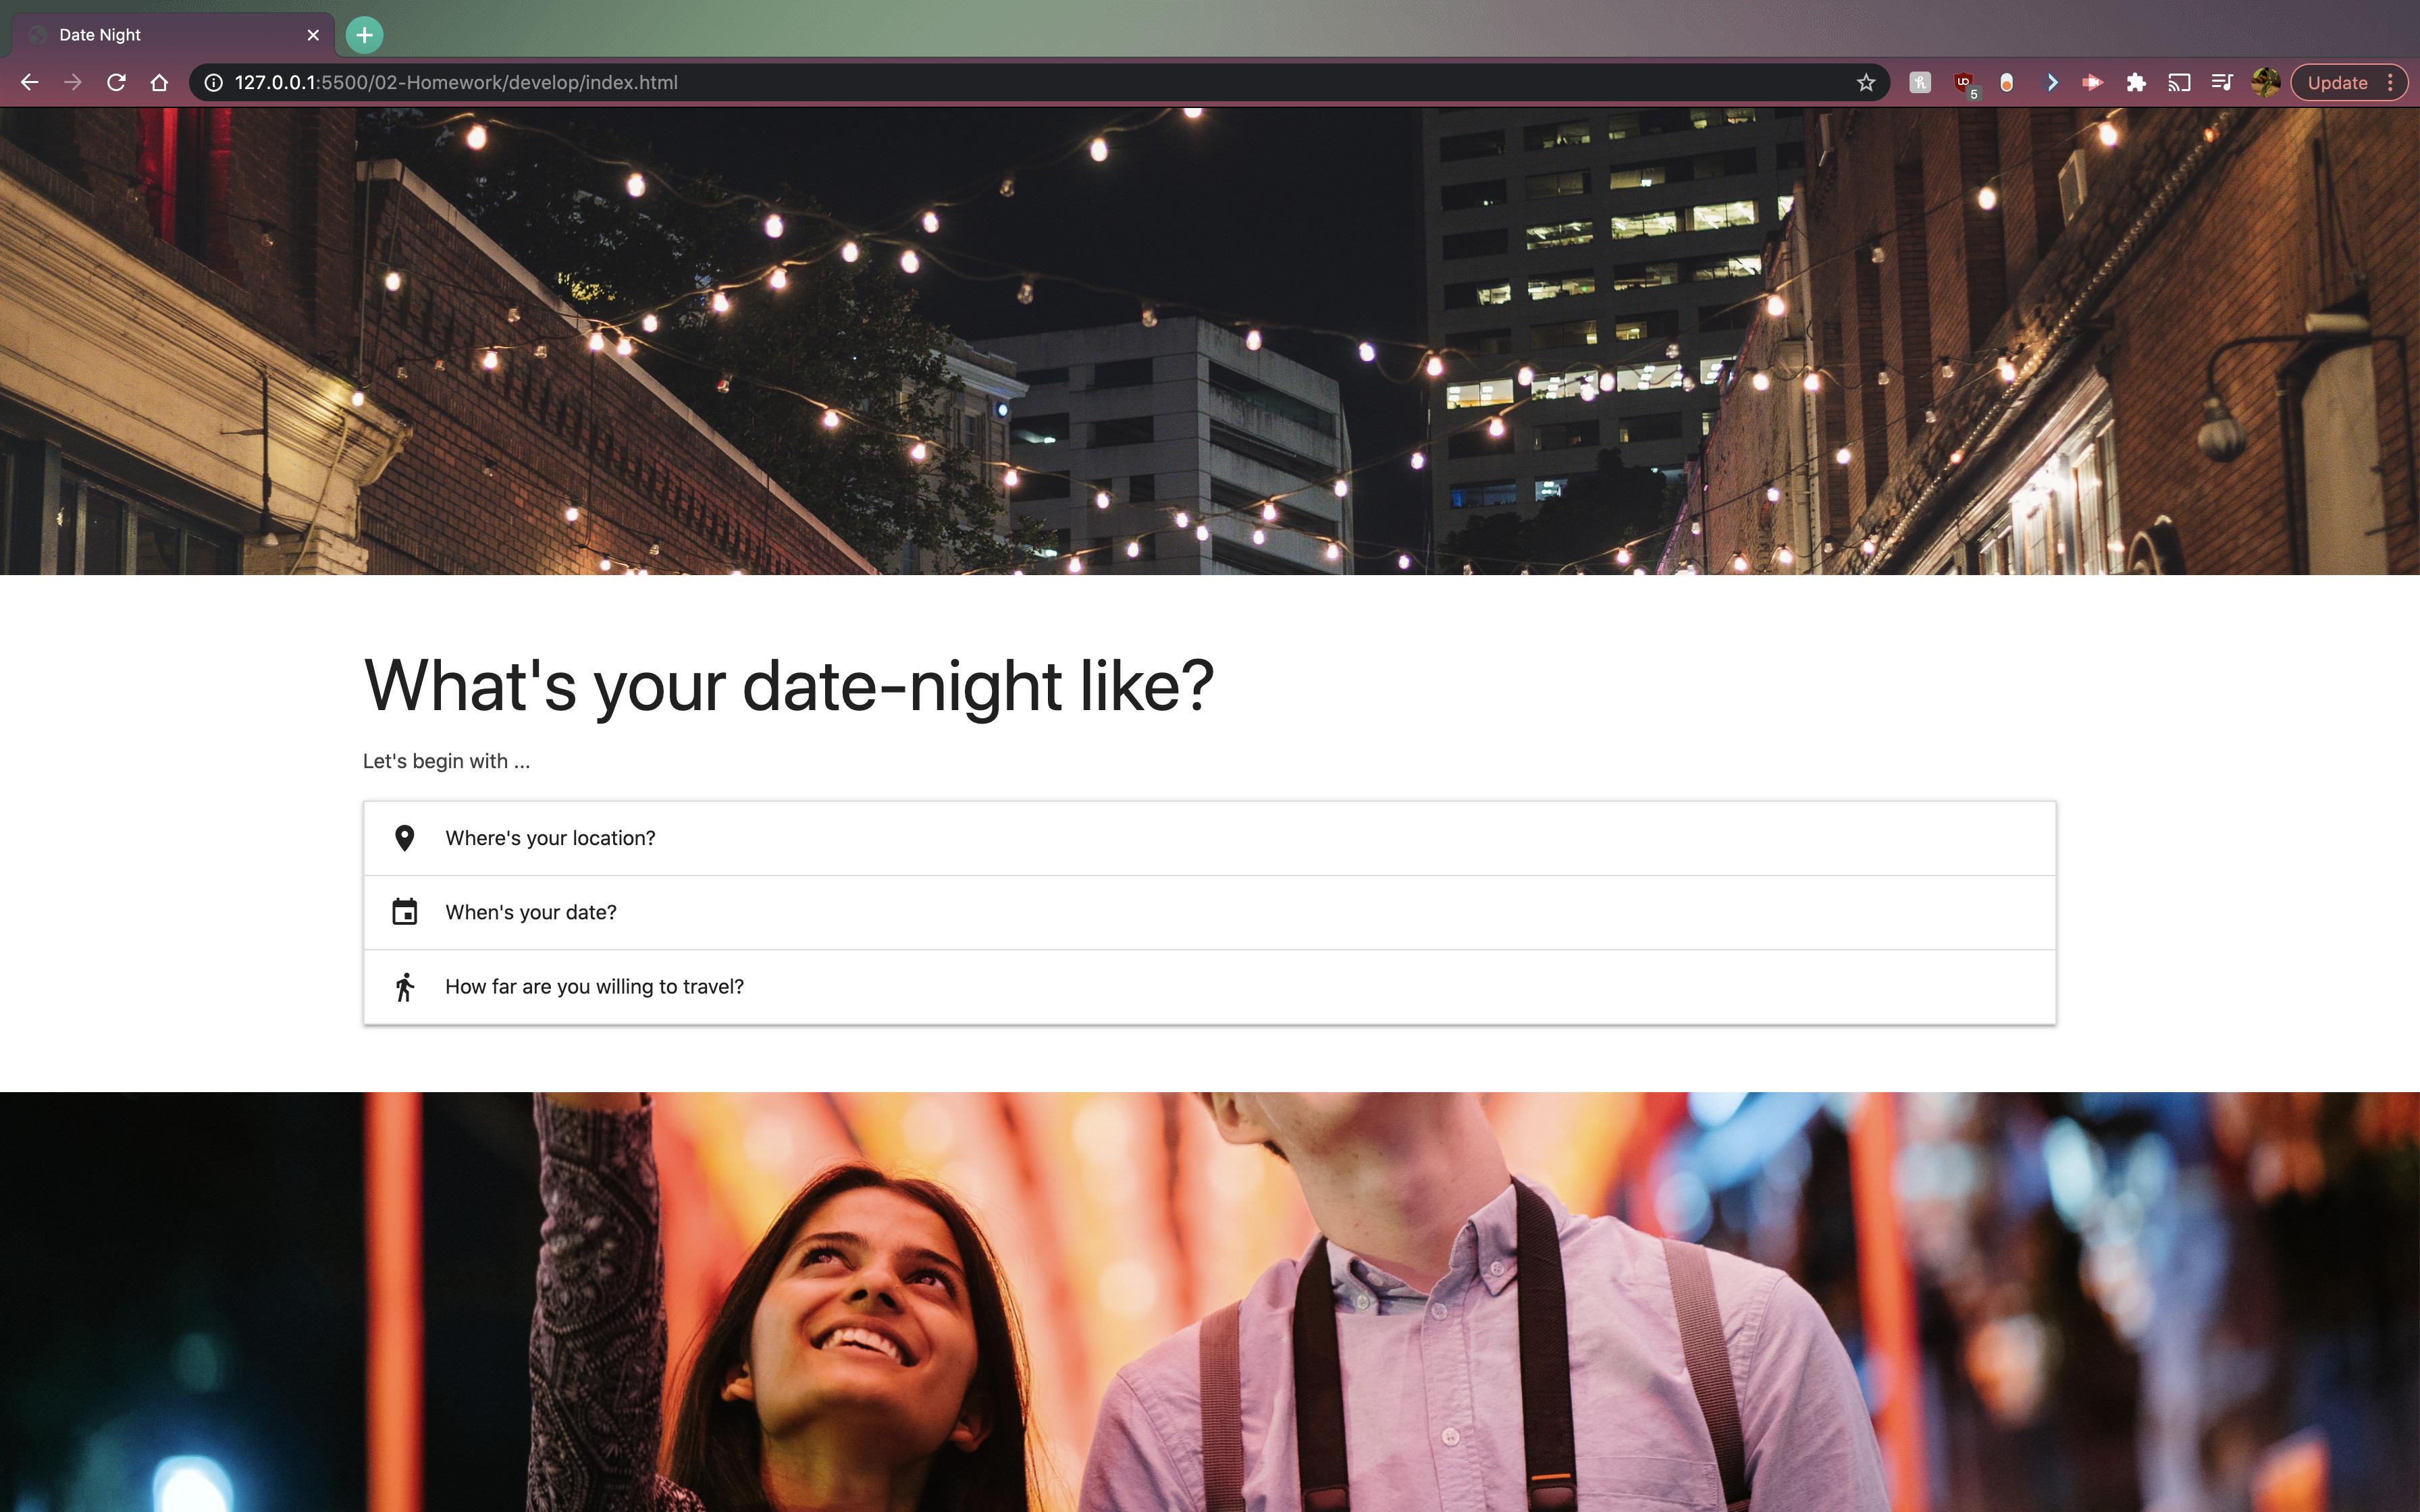 Date Night
127.0.0.1:5500/02-Homework/develop/index.html
5
Update
What's your date-night like?
Let's begin with ...
Where's your location?
When's your date?
How far are you willing to travel?